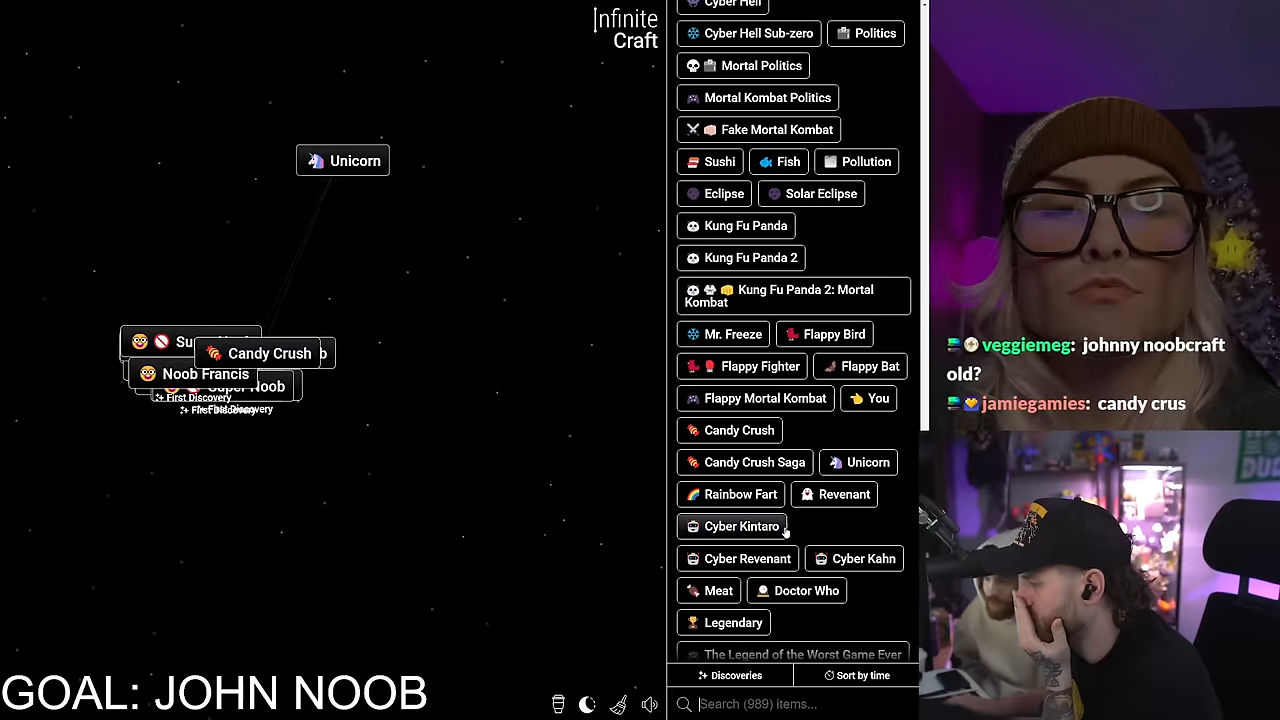 Infinite
Craft
Unicorn
Su
Candy Crush
b
Noob Francis
Super Noob
First Discovery
First Discovery
GOAL: JOHN NOOB
Cyber Hell
Cyber Hell Sub-zero
Politics
Mortal Politics
Mortal Kombat Politics
Fake Mortal Kombat
Sushi
Fish
Pollution
Eclipse
Solar Eclipse
Kung Fu Panda
Kung Fu Panda 2
Kung Fu Panda 2: Mortal
Kombat
Mr. Freeze
Flappy Bird
Flappy Fighter
Flappy Bat
Flappy Mortal Kombat
You
Candy Crush
Candy Crush Saga
Unicorn
Rainbow Fart
Revenant
Cyber Kintaro
Cyber Revenant
Cyber Kahn
Meat
Doctor Who
Legendary
The Legend of the Worst Game Ever
Discoveries
Sort by time
Search (989) items...
veggiemeg: johnny noobcraft
old?
jamiegamies: candy crus